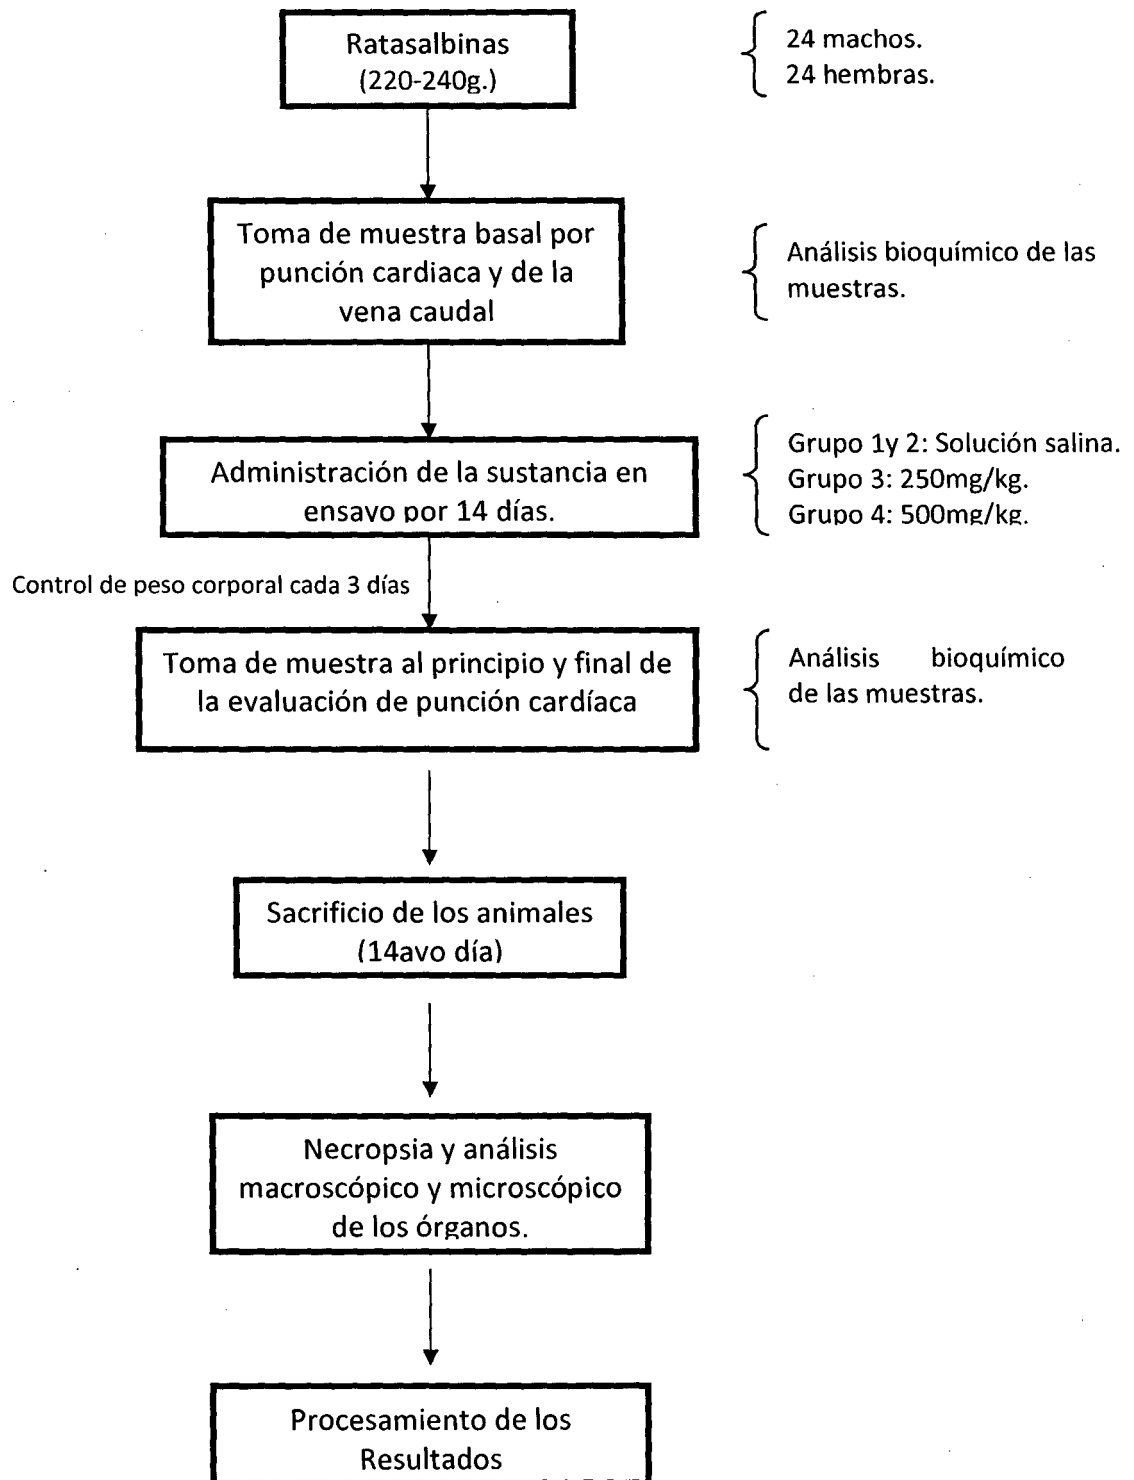 Ratasalbinas
(220-240g.)
24 machos.
24 hembras.
Toma de muestra basal por
punción cardiaca y de la
vena caudal
Análisis bioquímico de las
muestras.
Administración de la sustancia en
ensayo por 14 días.
Grupo 1y 2: Solución salina.
Grupo 3: 250mg/kg.
Grupo 4: 500mg/kg.
Control de peso corporal cada 3 días
Toma de muestra al principio y final de
la evaluación de punción cardíaca
Análisis bioquímico
de las muestras.
Sacrificio de los animales
(14avo día)
Necropsia y análisis
macroscópico y microscópico
de los órganos.
Procesamiento de los
Resultados